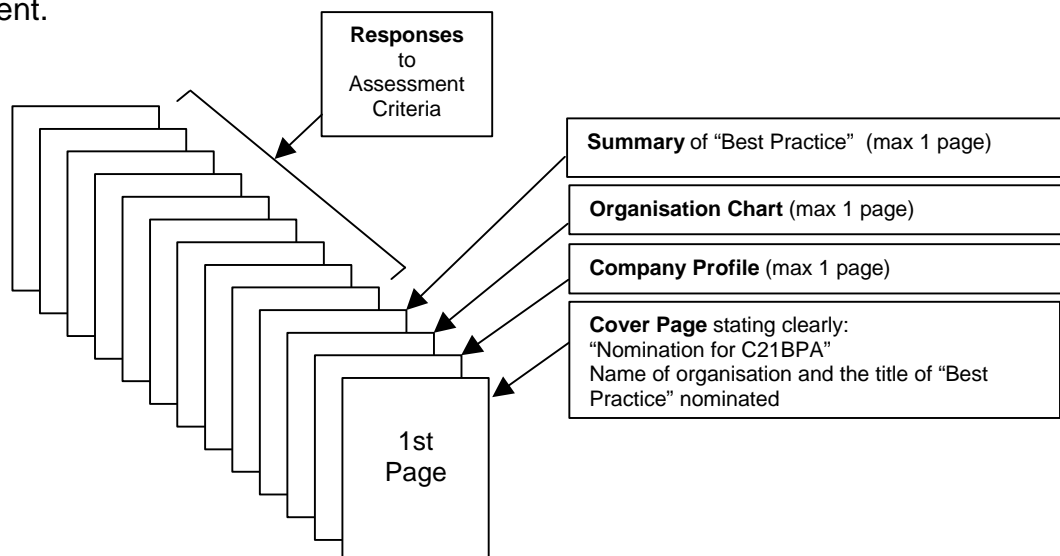 ent.
Responses
to
Assessment
Criteria
Summary of “Best Practice” (max 1 page)
Organisation Chart (max 1 page)
Company Profile (max 1 page)
Cover Page stating clearly:
“Nomination for C21BPA”
Name of organisation and the title of “Best
Practice” nominated
1st
Page